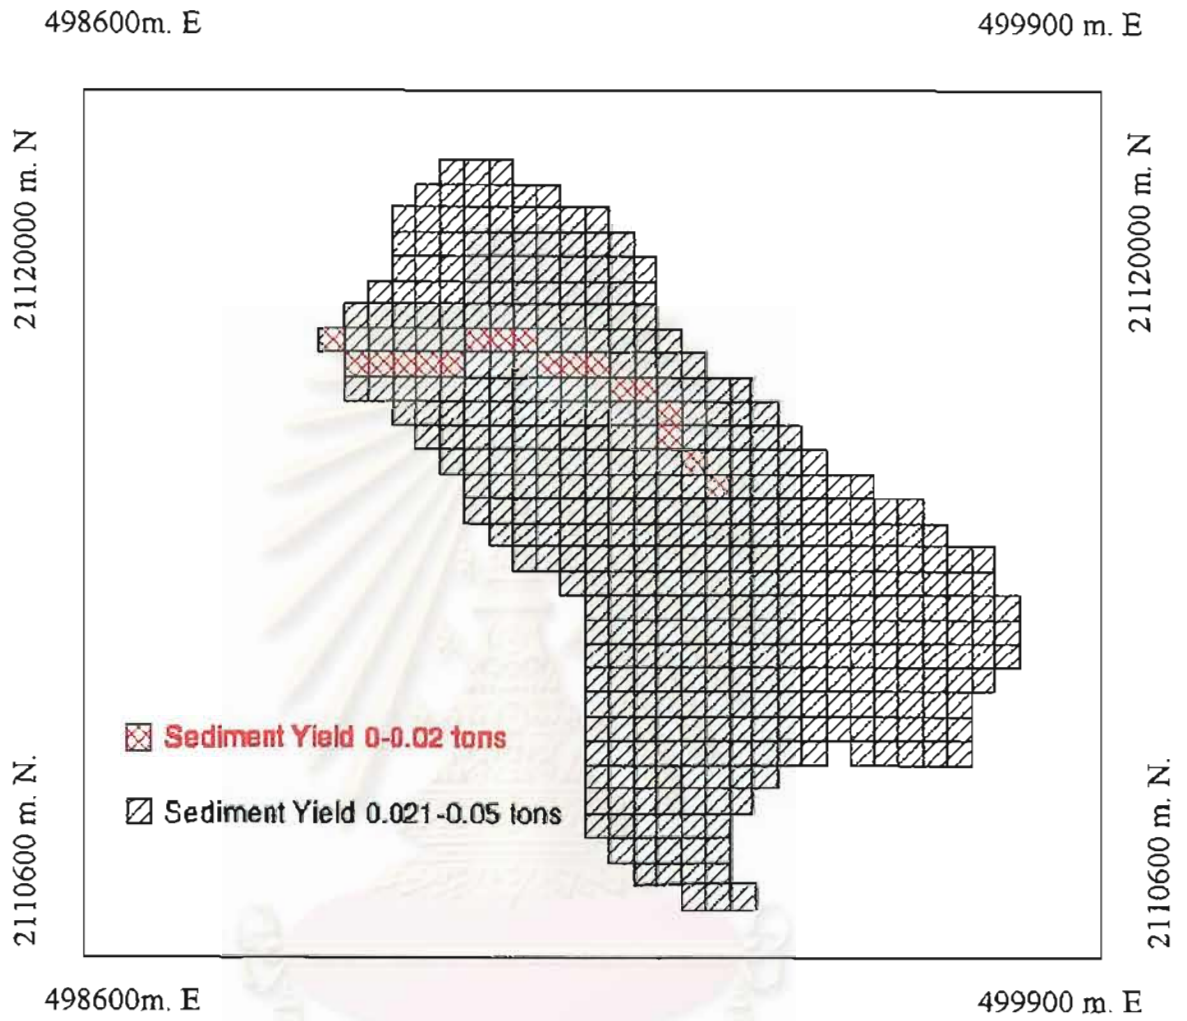 498600m. E
499900 m. E
21120000 m. N
21120000 m. N
Sediment Yield 0-0.02 tons
Sediment Yield 0.021-0.05 tons
2110600 m. N.
2110600 m. N.
498600m. E
499900 m. E